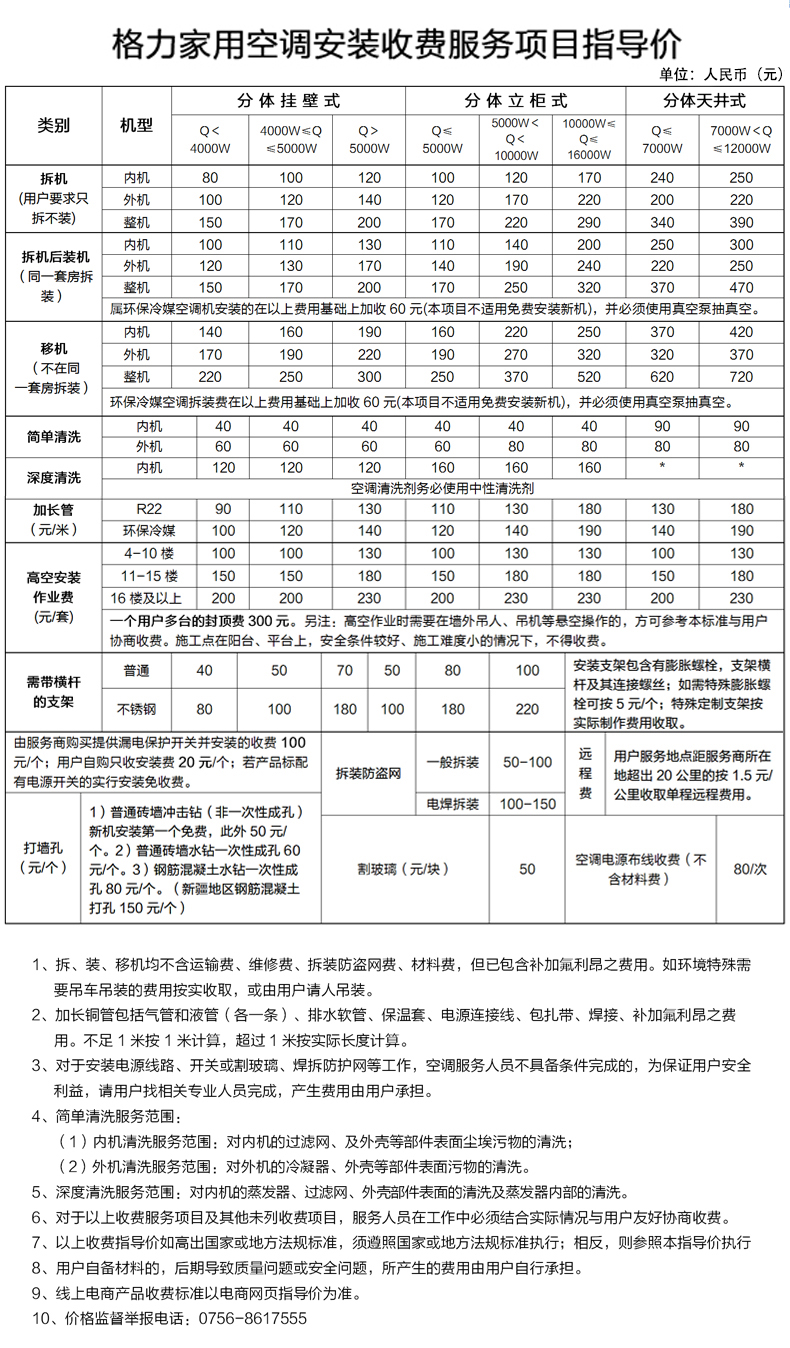 格力家用空调安装收费服务项目指导价
单位：人民币（元）
类别 机型 分体挂壁式 分体立柜式 分体天井式
Q< 4000W 4000W≤Q ≤5000W Q> 5000W Q≤ 5000W 5000W< Q< 10000W 10000W≤ Q≤ 16000W Q≤ 7000W 7000W<Q ≤12000W
拆机 (用户要求只拆不装)
内机 80 100 120 100 120 170 240 250
外机 100 120 140 120 170 220 200 220
整机 150 170 200 170 220 290 340 390
拆机后装机 （同一套房拆装）
内机 100 110 130 110 140 200 250 300
外机 120 130 170 140 190 240 220 250
整机 150 170 200 170 250 320 370 470
属环保冷媒空调机安装的在以上费用基础上加收 60 元(本项目不适用免费安装新机)，并必须使用真空泵抽真空。
移机 （不在同一套房拆装）
内机 140 160 190 160 220 250 370 420
外机 170 190 220 190 270 320 320 370
整机 220 250 300 250 370 520 620 720
环保冷媒空调拆装费在以上费用基础上加收 60 元(本项目不适用免费安装新机)，并必须使用真空泵抽真空。
简单清洗
内机 40 40 40 40 40 40 90 90
外机 60 60 60 60 80 80 80 80
深度清洗
内机 120 120 120 160 160 160 * *
空调清洗剂务必使用中性清洗剂
加长管 （元/米）
R22 90 110 130 110 130 180 130 180
环保冷媒 100 120 140 120 140 190 140 190
高空安装作业费 (元/套)
4-10 楼 100 100 130 100 130 130 100 130
11-15 楼 150 150 180 150 180 180 150 180
16 楼及以上 200 200 230 200 230 230 200 230
一个用户多台的封顶费 300 元。另注：高空作业时需要在墙外吊人、吊机等悬空操作的，方可参考本标准与用户
协商收费。施工点在阳台、平台上，安全条件较好、施工难度小的情况下，不得收费。
需带横杆的支架
普通 40 50 70 50 80 100
不锈钢 80 100 180 100 180 220
安装支架包含有膨胀螺栓，支架横
杆及其连接螺丝；如需特殊膨胀螺
栓可按 5 元/个；特殊定制支架按
实际制作费用收取。
由服务商购买提供漏电保护开关并安装的收费 100
元/个；用户自购只收安装费 20 元/个；若产品标配
有电源开关的实行安装免收费。
拆装防盗网
一般拆装 50-100
电焊拆装 100-150
远程费
用户服务地点距服务商所在
地超出 20 公里的按 1.5 元/
公里收取单程远程费用。
打墙孔 （元/个）
1）普通砖墙冲击钻（非一次性成孔）
新机安装第一个免费，此外 50 元/
个。2）普通砖墙水钻一次性成孔 60
元/个。3）钢筋混凝土水钻一次性成
孔 80 元/个。（新疆地区钢筋混凝土
打孔 150 元/个）
割玻璃（元/块） 50
空调电源布线收费（不含材料费） 80/次
1、拆、装、移机均不含运输费、维修费、拆装防盗网费、材料费，但已包含补加氟利昂之费用。如环境特殊需
要吊车吊装的费用按实收取，或由用户请人吊装。
2、加长铜管包括气管和液管（各一条）、排水软管、保温套、电源连接线、包扎带、焊接、补加氟利昂之费
用。不足 1 米按 1 米计算，超过 1 米按实际长度计算。
3、对于安装电源线路、开关或割玻璃、焊拆防护网等工作，空调服务人员不具备条件完成的，为保证用户安全
利益，请用户找相关专业人员完成，产生费用由用户承担。
4、简单清洗服务范围：
（1）内机清洗服务范围：对内机的过滤网、及外壳等部件表面尘埃污物的清洗；
（2）外机清洗服务范围：对外机的冷凝器、外壳等部件表面污物的清洗。
5、深度清洗服务范围：对内机的蒸发器、过滤网、外壳部件表面的清洗及蒸发器内部的清洗。
6、对于以上收费服务项目及其他未列收费项目，服务人员在工作中必须结合实际情况与用户友好协商收费。
7、以上收费指导价如高出国家或地方法规标准，须遵照国家或地方法规标准执行；相反，则参照本指导价执行
8、用户自备材料的，后期导致质量问题或安全问题，所产生的费用由用户自行承担。
9、线上电商产品收费标准以电商网页指导价为准。
10、价格监督举报电话：0756-8617555